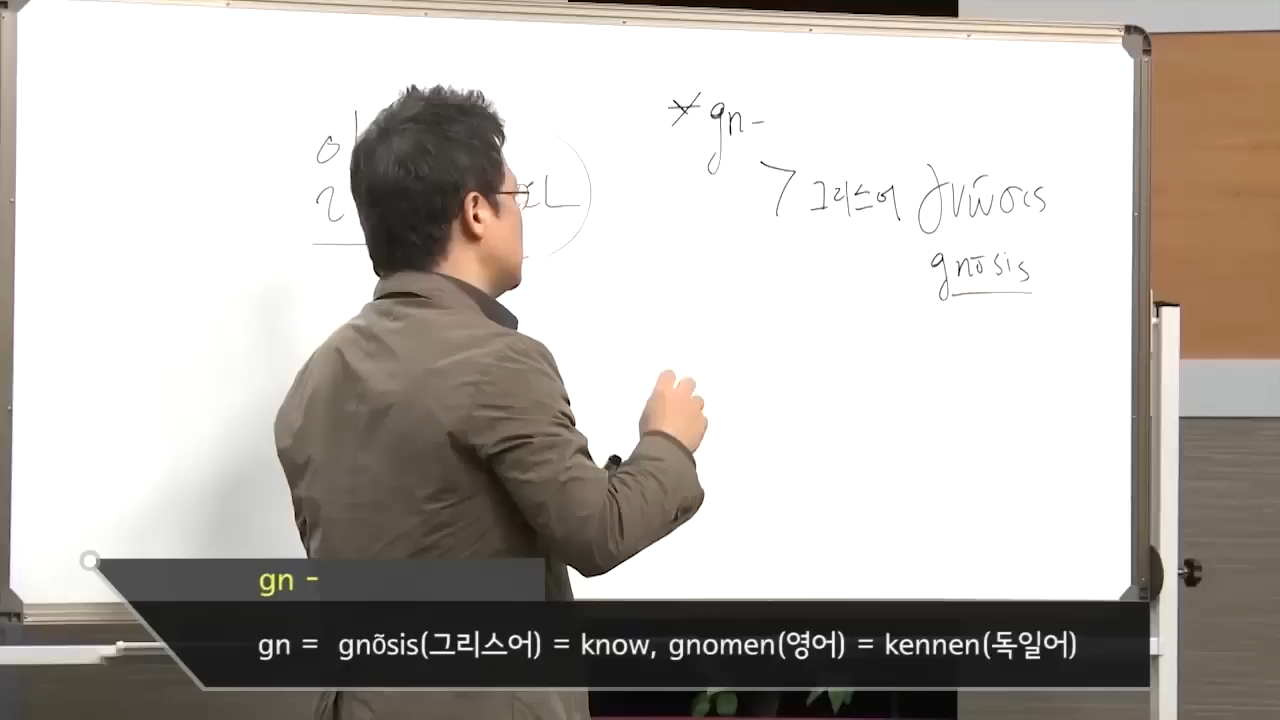 *gn-
> 그리스어 γνῶσις
gnōsis
gn -
gn = gnõsis(그리스어) = know, gnomen(영어) = kennen(독일어)